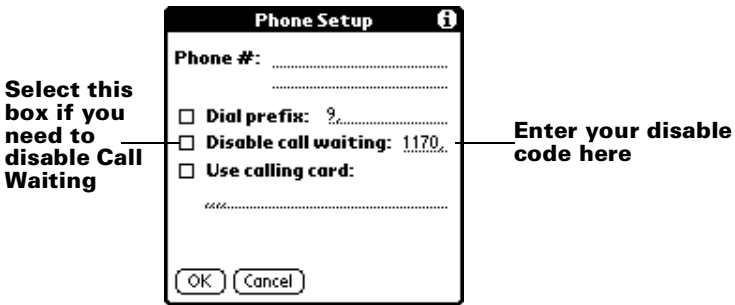 Phone Setup i
Phone #:
Select this
box if you
need to
disable Call
Waiting
Dial prefix: 9,
Disable call waiting: 1170,
Enter your disable
code here
Use calling card:
,,,,
OK Cancel